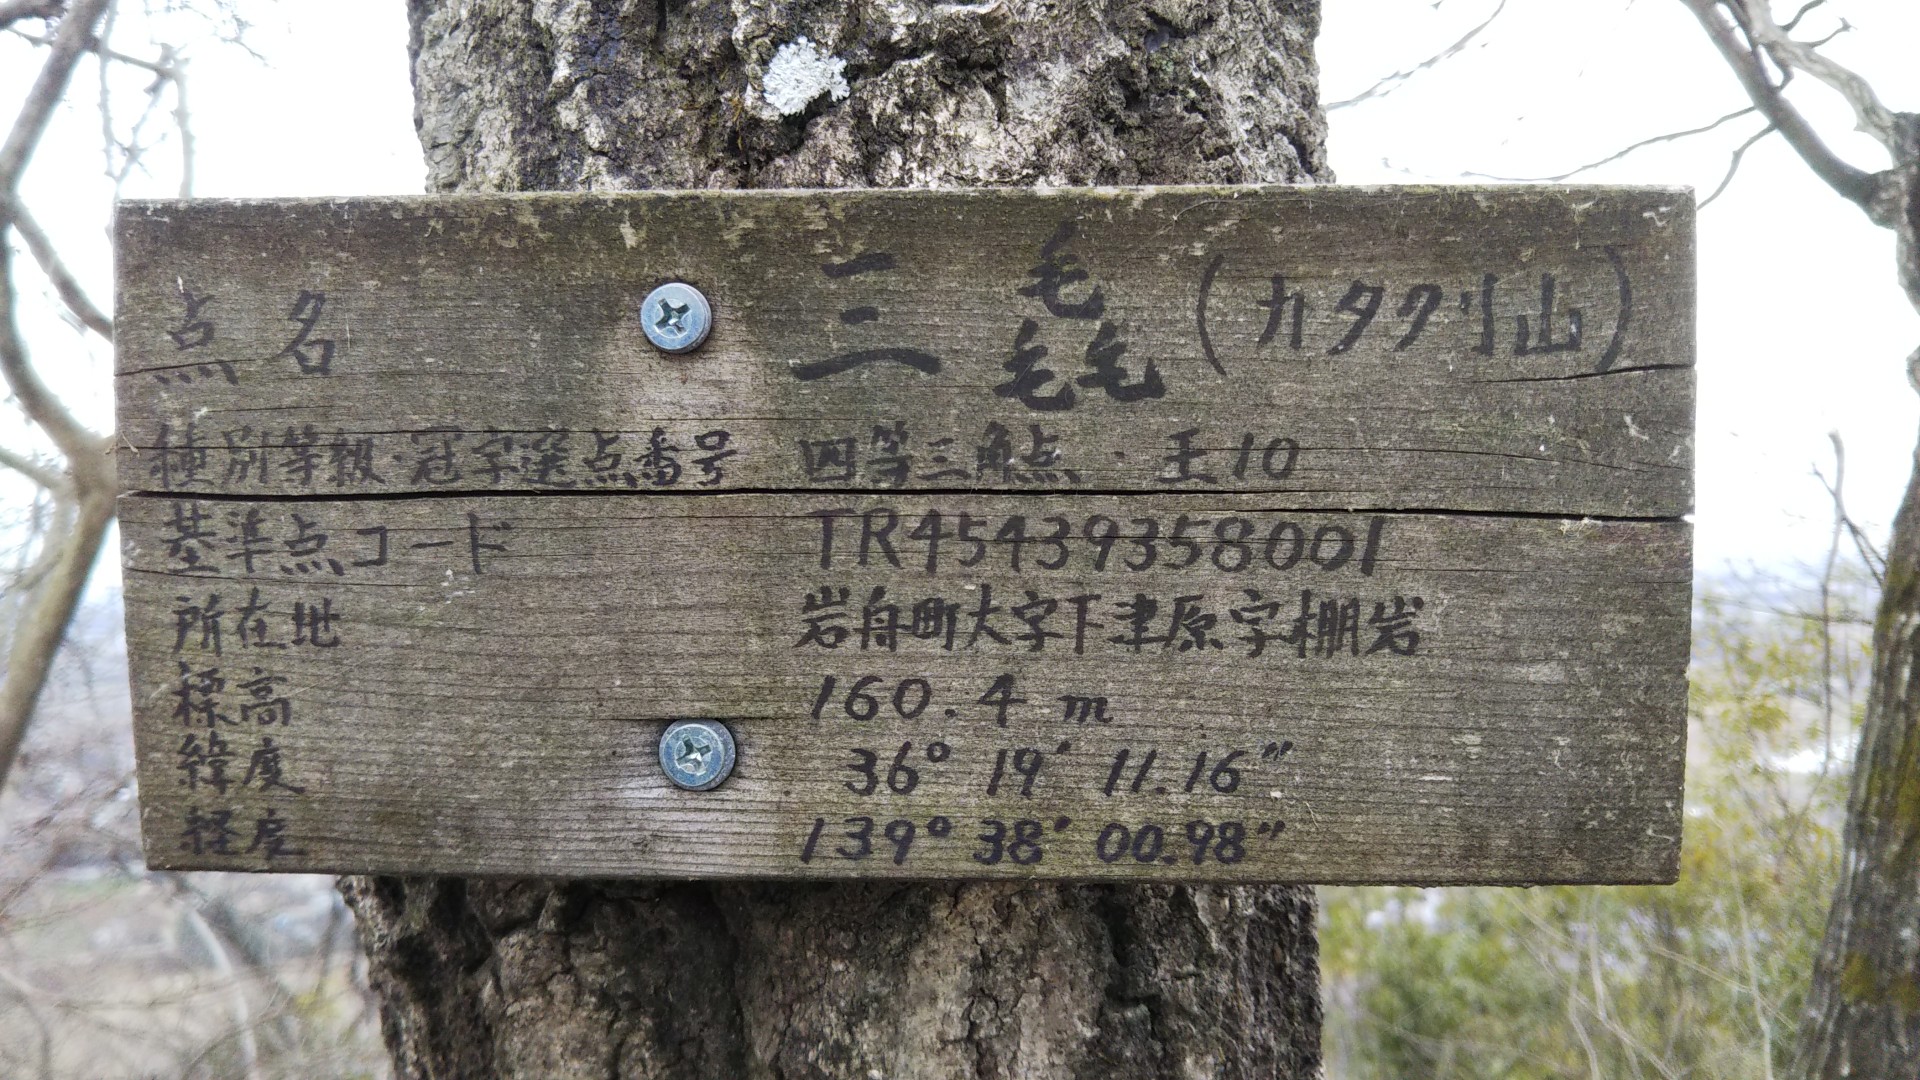 点名 三毳(カタクリ山)
種別等級・冠字選点番号 四等三角点・王10
基準点コード TR45439358001
所在地 岩舟町大字下津原字棚岩
標高 160.4 m
緯度 36° 19′ 11.16″
経度 139° 38′ 00.98″